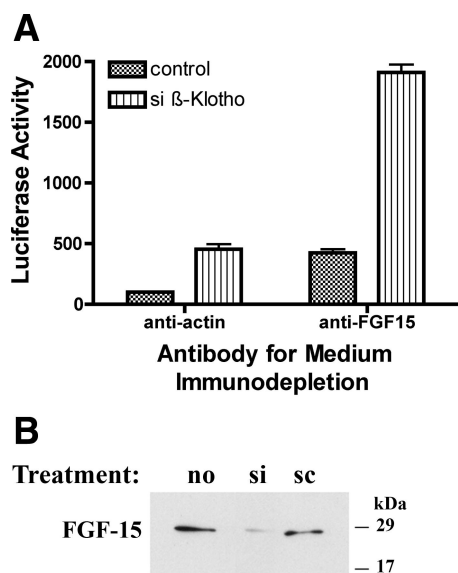 A
Luciferase Activity
2000
1500
1000
500
0
control
si ß-Klotho
anti-actin anti-FGF15
Antibody for Medium
Immunodepletion
B
Treatment: no si sc
kDa
FGF-15
— 29
— 17